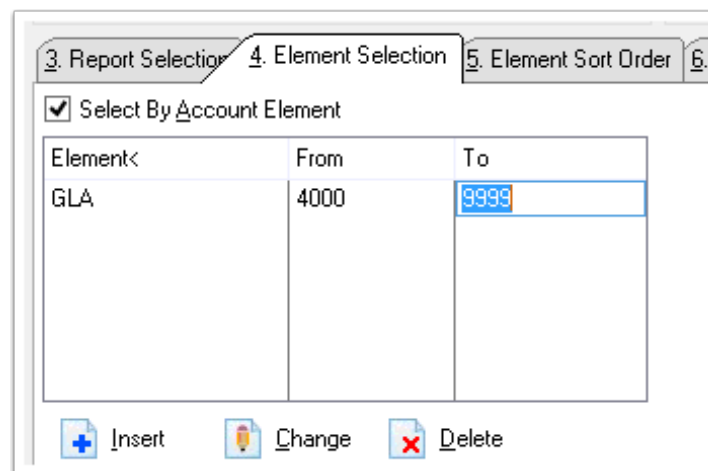 3. Report Selection 4. Element Selection 5. Element Sort Order 6.
Select By Account Element
Element< From To
GLA 4000 9999
Insert Change Delete